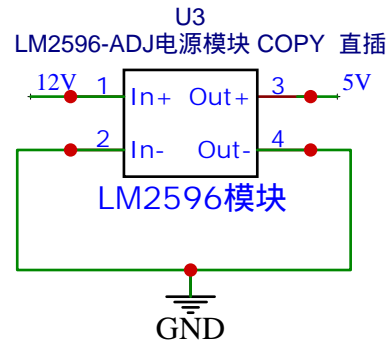 U3
LM2596-ADJ电源模块 COPY 直插
12V 1 In+ Out+ 3 5V
2 In- Out- 4
LM2596模块
GND